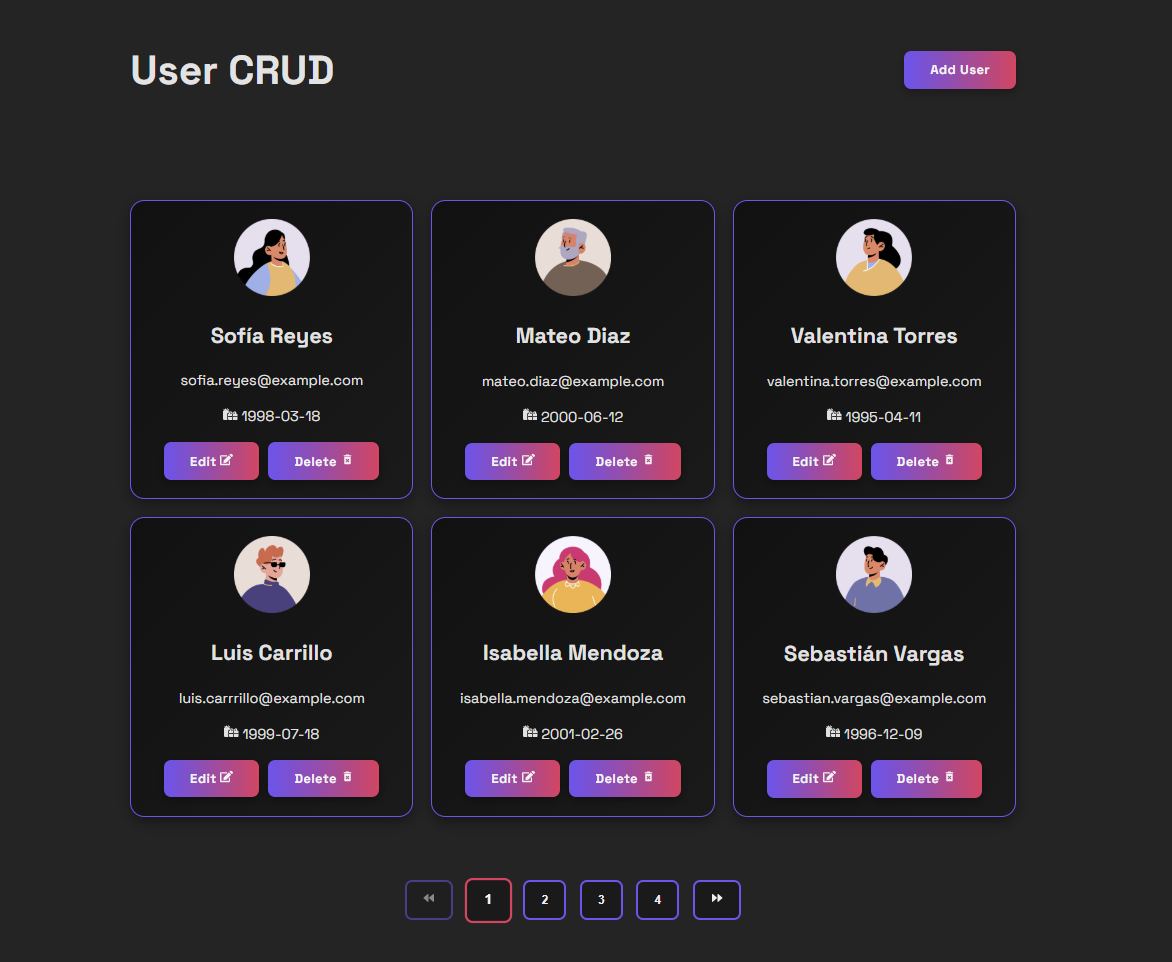 User CRUD
Add User
Sofía Reyes
sofia.reyes@example.com
1998-03-18
Edit Delete
Mateo Diaz
mateo.diaz@example.com
2000-06-12
Edit Delete
Valentina Torres
valentina.torres@example.com
1995-04-11
Edit Delete
Luis Carrillo
luis.carrrillo@example.com
1999-07-18
Edit Delete
Isabella Mendoza
isabella.mendoza@example.com
2001-02-26
Edit Delete
Sebastián Vargas
sebastian.vargas@example.com
1996-12-09
Edit Delete
1 2 3 4